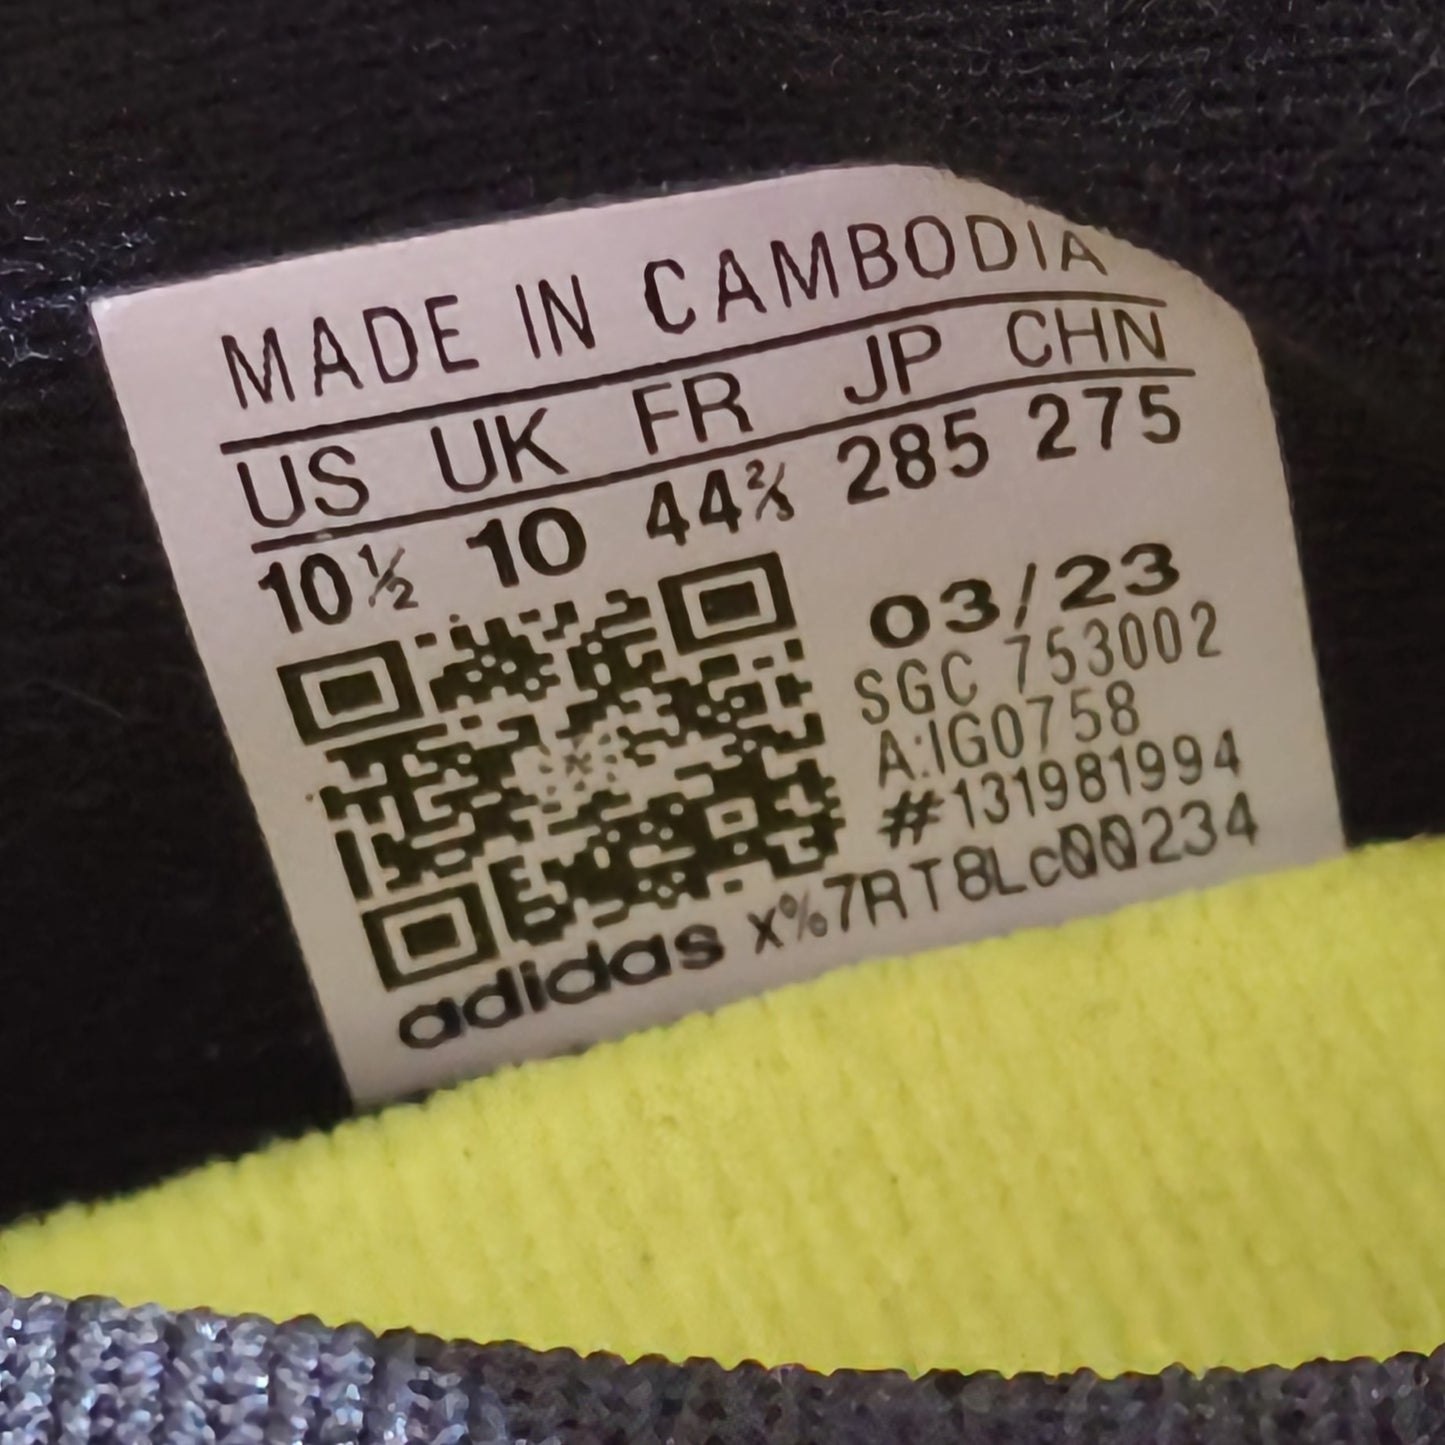 MADE IN CAMBODIA
US UK FR JP CHN
10½ 10 44⅔ 285 275
03/23
SGC 753002
A:IG0758
#131981994
adidas x%7RT8Lc00234